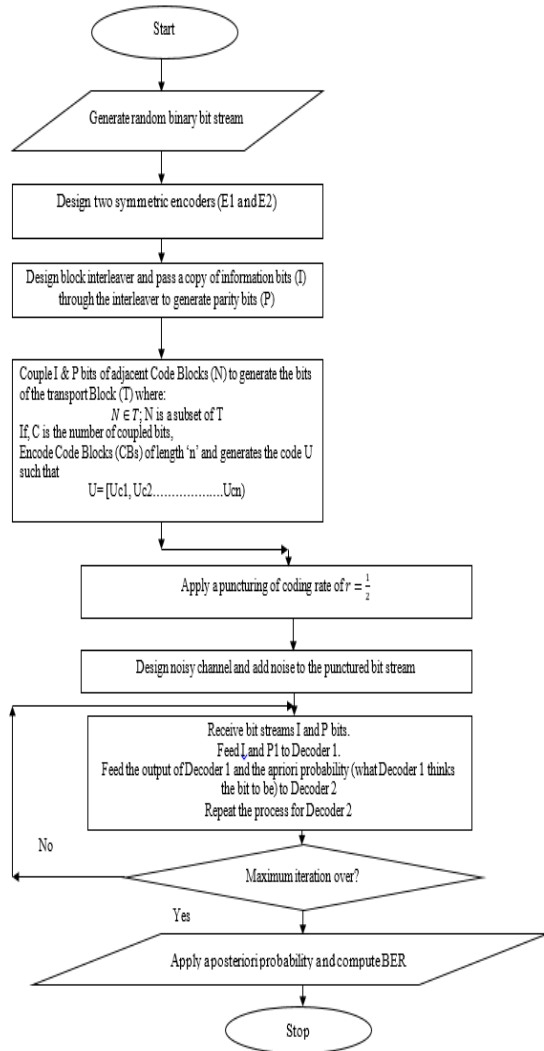 Start
Generate random binary bit stream
Design two symmetric encoders (E1 and E2)
Design block interleaver and pass a copy of information bits (I)
through the interleaver to generate parity bits (P)
Couple I & P bits of adjacent Code Blocks (N) to generate the bits
of the transport Block (T) where:
N ∈ T; N is a subset of T
If, C is the number of coupled bits,
Encode Code Blocks (CBs) of length ‘n’ and generates the code U
such that
U= [Uc1, Uc2....................Ucn)
Apply a puncturing of coding rate of r = 1/2
Design noisy channel and add noise to the punctured bit stream
Receive bit streams I and P bits.
Feed I and P1 to Decoder 1.
Feed the output of Decoder 1 and the apriori probability (what Decoder 1 thinks
the bit to be) to Decoder 2
Repeat the process for Decoder 2
No
Maximum iteration over?
Yes
Apply a posteriori probability and compute BER
Stop